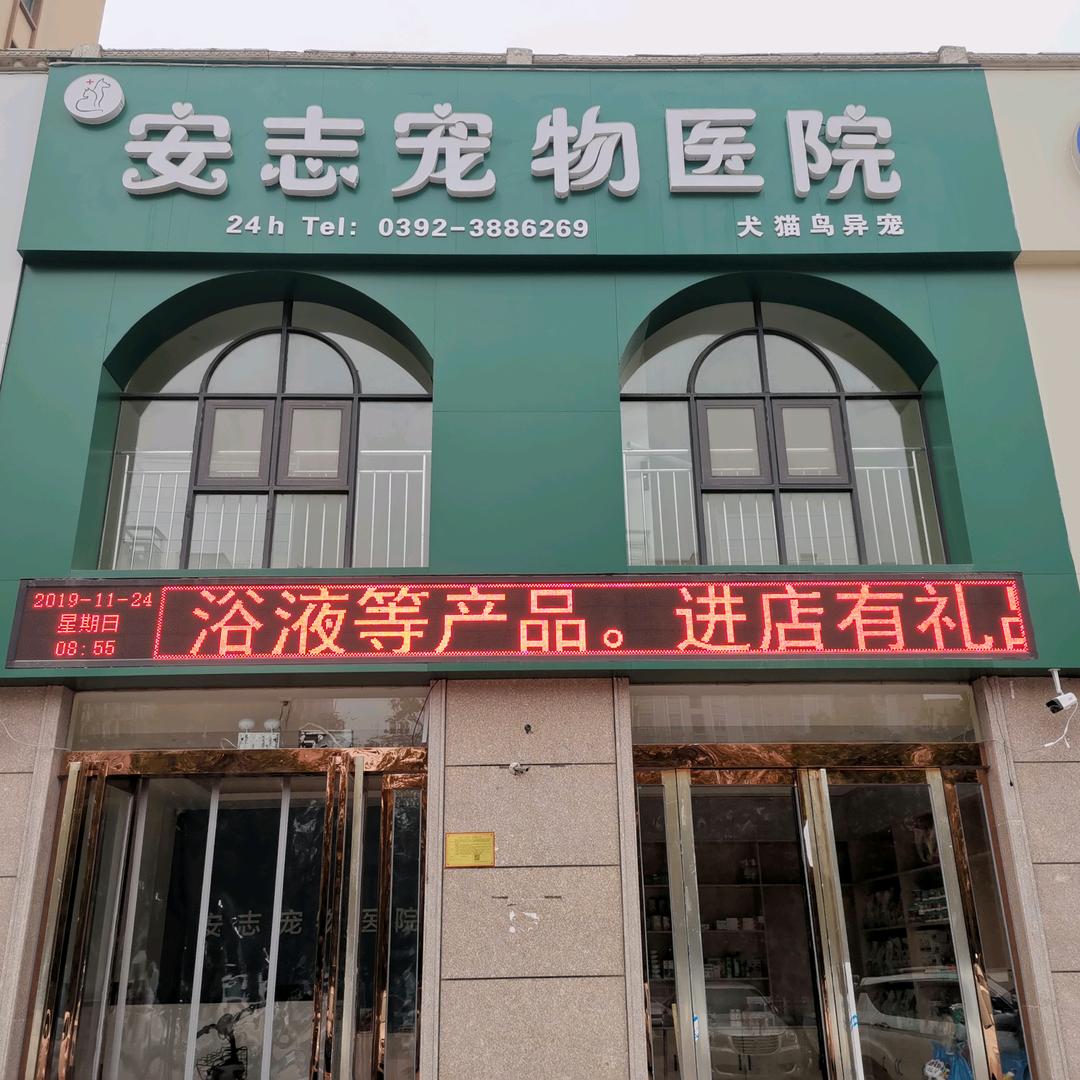 安志宠物医院
24h Tel: 0392-3886269
犬猫鸟异宠
2019-11-24
星期日
08:55
浴液等产品。进店有礼
安志宠物医院